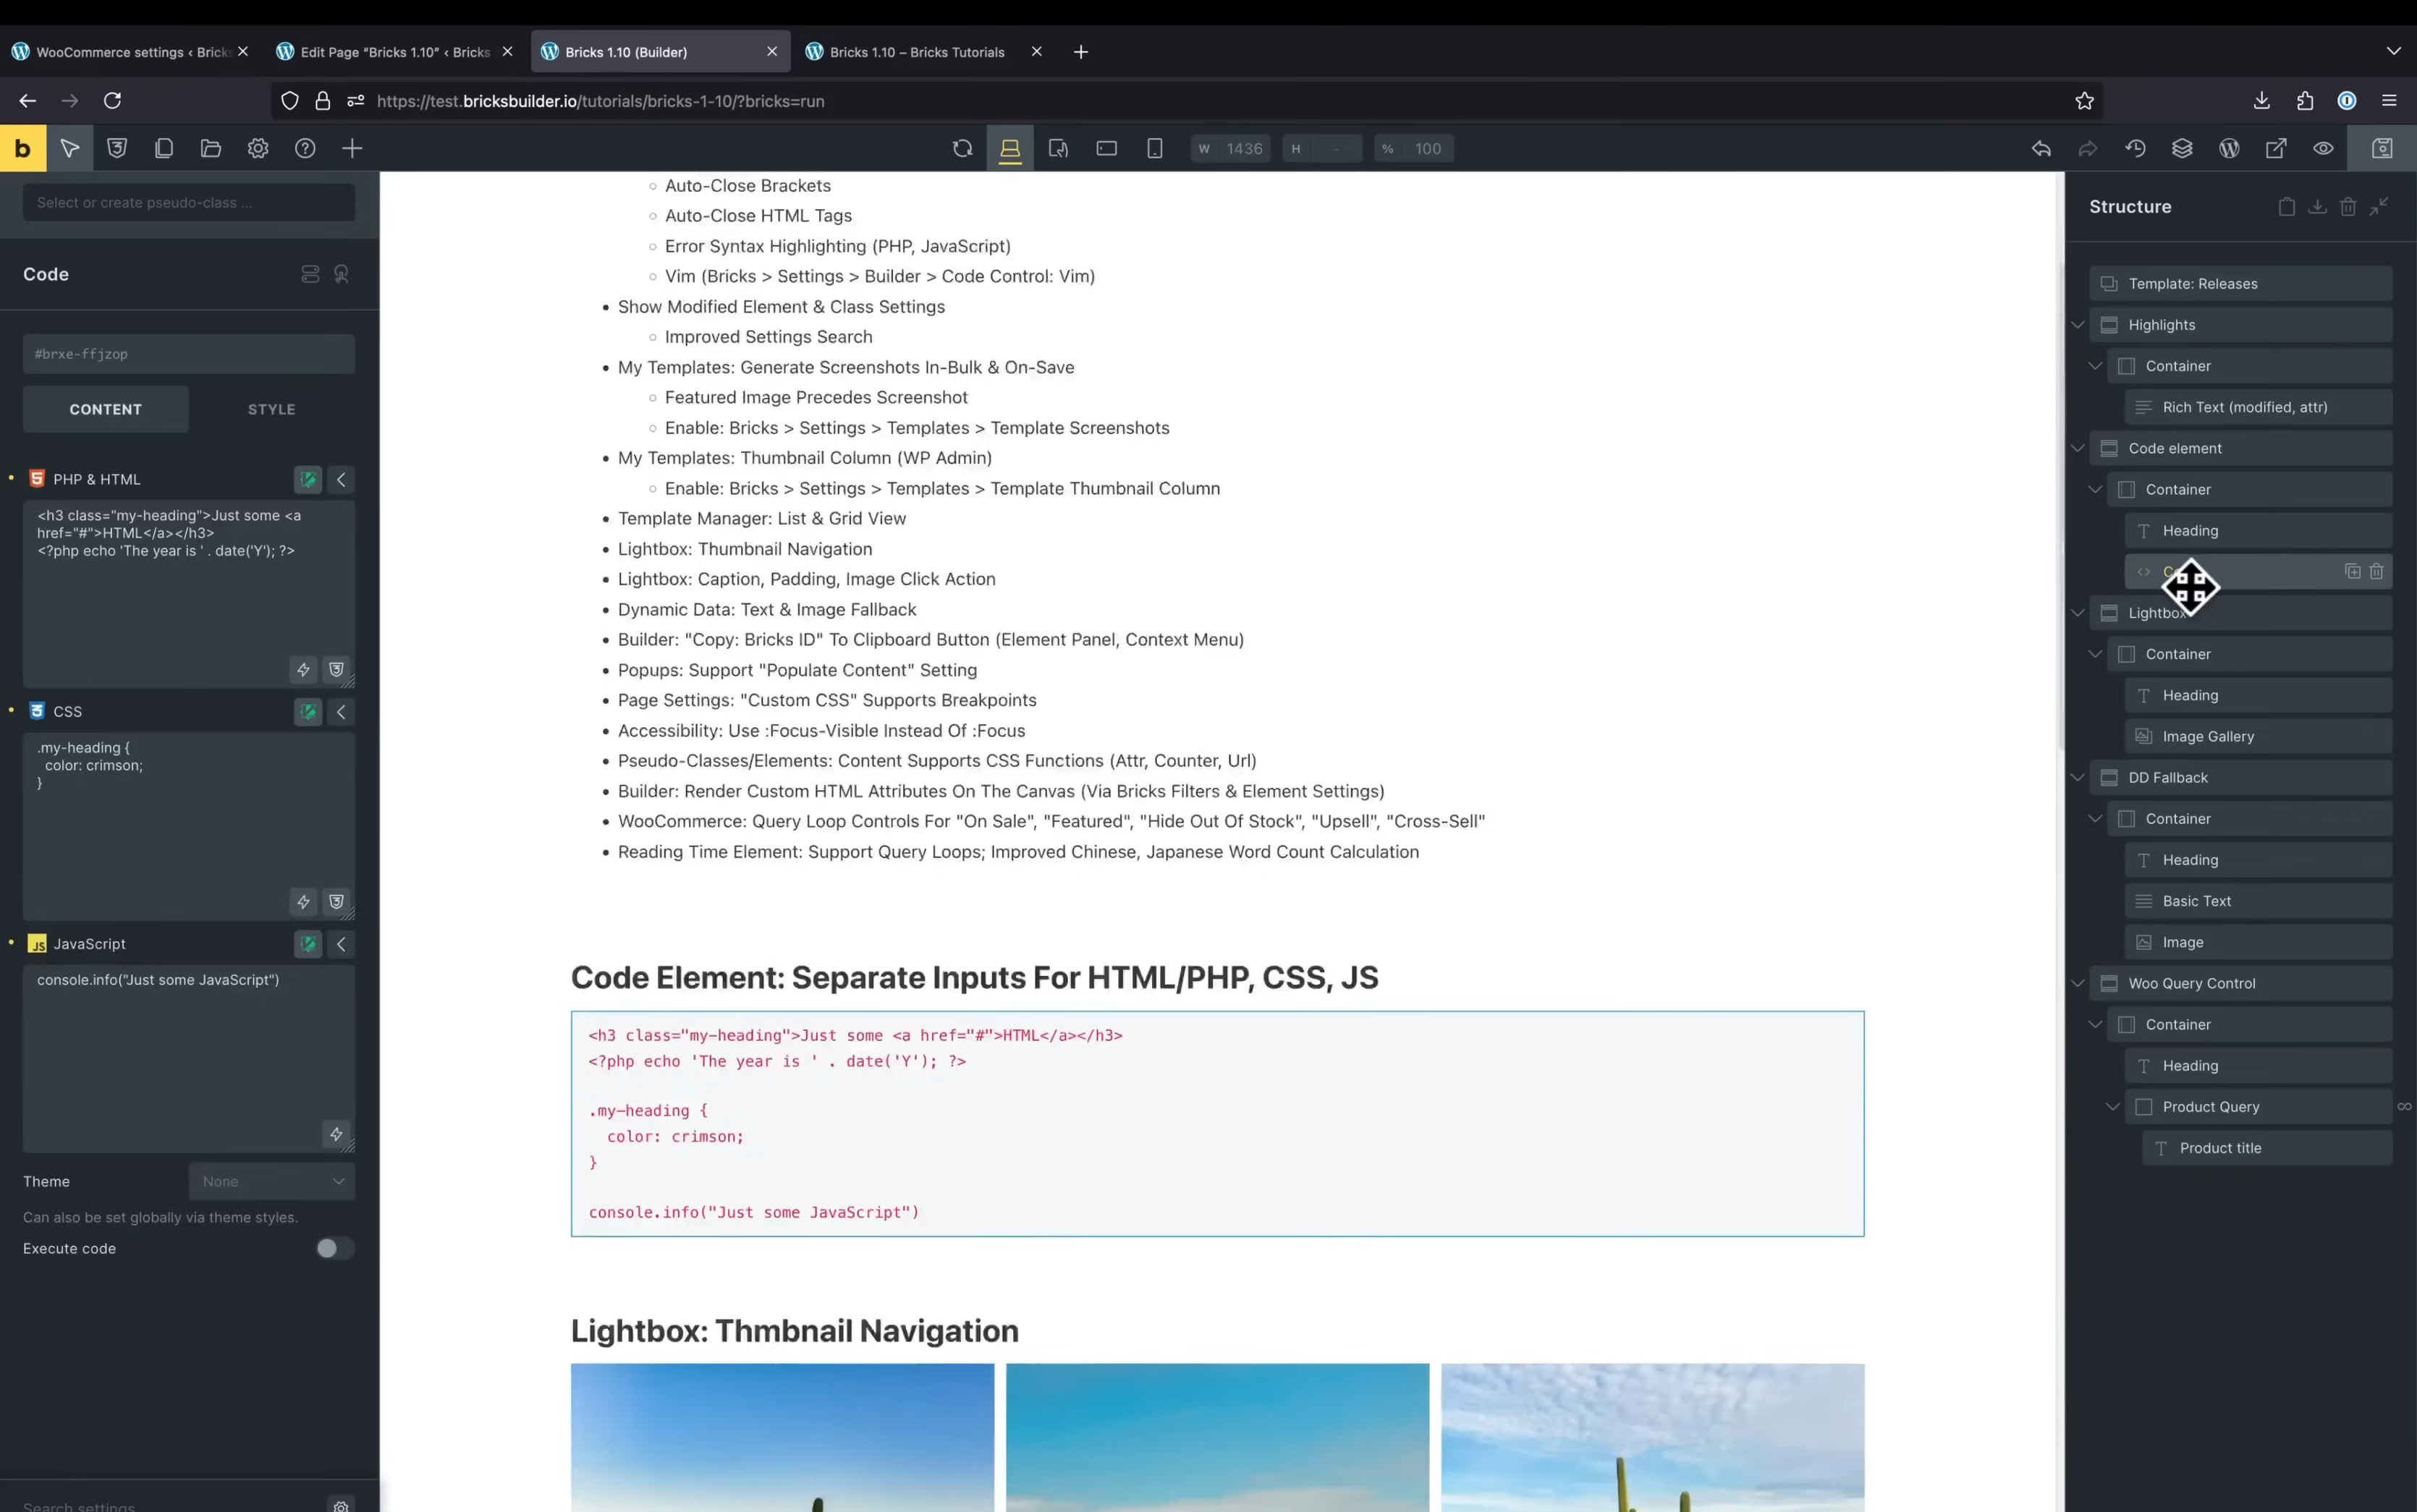 WooCommerce settings ‹ Brick
Edit Page “Bricks 1.10” ‹ Bricks
Bricks 1.10 (Builder)
Bricks 1.10 – Bricks Tutorials
https://test.bricksbuilder.io/tutorials/bricks-1-10/?bricks=run
b
W 1436
H -
% 100
Select or create pseudo-class ...
Code
#brxe-ffjzop
CONTENT
STYLE
PHP & HTML
<h3 class="my-heading">Just some <a
href="#">HTML</a></h3>
<?php echo 'The year is ' . date('Y'); ?>
CSS
.my-heading {
color: crimson;
}
JS JavaScript
console.info("Just some JavaScript")
Theme
None
Can also be set globally via theme styles.
Execute code
Search settings
Auto-Close Brackets
Auto-Close HTML Tags
Error Syntax Highlighting (PHP, JavaScript)
Vim (Bricks > Settings > Builder > Code Control: Vim)
Show Modified Element & Class Settings
Improved Settings Search
My Templates: Generate Screenshots In-Bulk & On-Save
Featured Image Precedes Screenshot
Enable: Bricks > Settings > Templates > Template Screenshots
My Templates: Thumbnail Column (WP Admin)
Enable: Bricks > Settings > Templates > Template Thumbnail Column
Template Manager: List & Grid View
Lightbox: Thumbnail Navigation
Lightbox: Caption, Padding, Image Click Action
Dynamic Data: Text & Image Fallback
Builder: "Copy: Bricks ID" To Clipboard Button (Element Panel, Context Menu)
Popups: Support "Populate Content" Setting
Page Settings: "Custom CSS" Supports Breakpoints
Accessibility: Use :Focus-Visible Instead Of :Focus
Pseudo-Classes/Elements: Content Supports CSS Functions (Attr, Counter, Url)
Builder: Render Custom HTML Attributes On The Canvas (Via Bricks Filters & Element Settings)
WooCommerce: Query Loop Controls For "On Sale", "Featured", "Hide Out Of Stock", "Upsell", "Cross-Sell"
Reading Time Element: Support Query Loops; Improved Chinese, Japanese Word Count Calculation
Code Element: Separate Inputs For HTML/PHP, CSS, JS
<h3 class="my-heading">Just some <a href="#">HTML</a></h3>
<?php echo 'The year is ' . date('Y'); ?>
.my-heading {
color: crimson;
}
console.info("Just some JavaScript")
Lightbox: Thmbnail Navigation
Structure
Template: Releases
Highlights
Container
Rich Text (modified, attr)
Code element
Container
Heading
Lightbox
Container
Heading
Image Gallery
DD Fallback
Container
Heading
Basic Text
Image
Woo Query Control
Container
Heading
Product Query
Product title